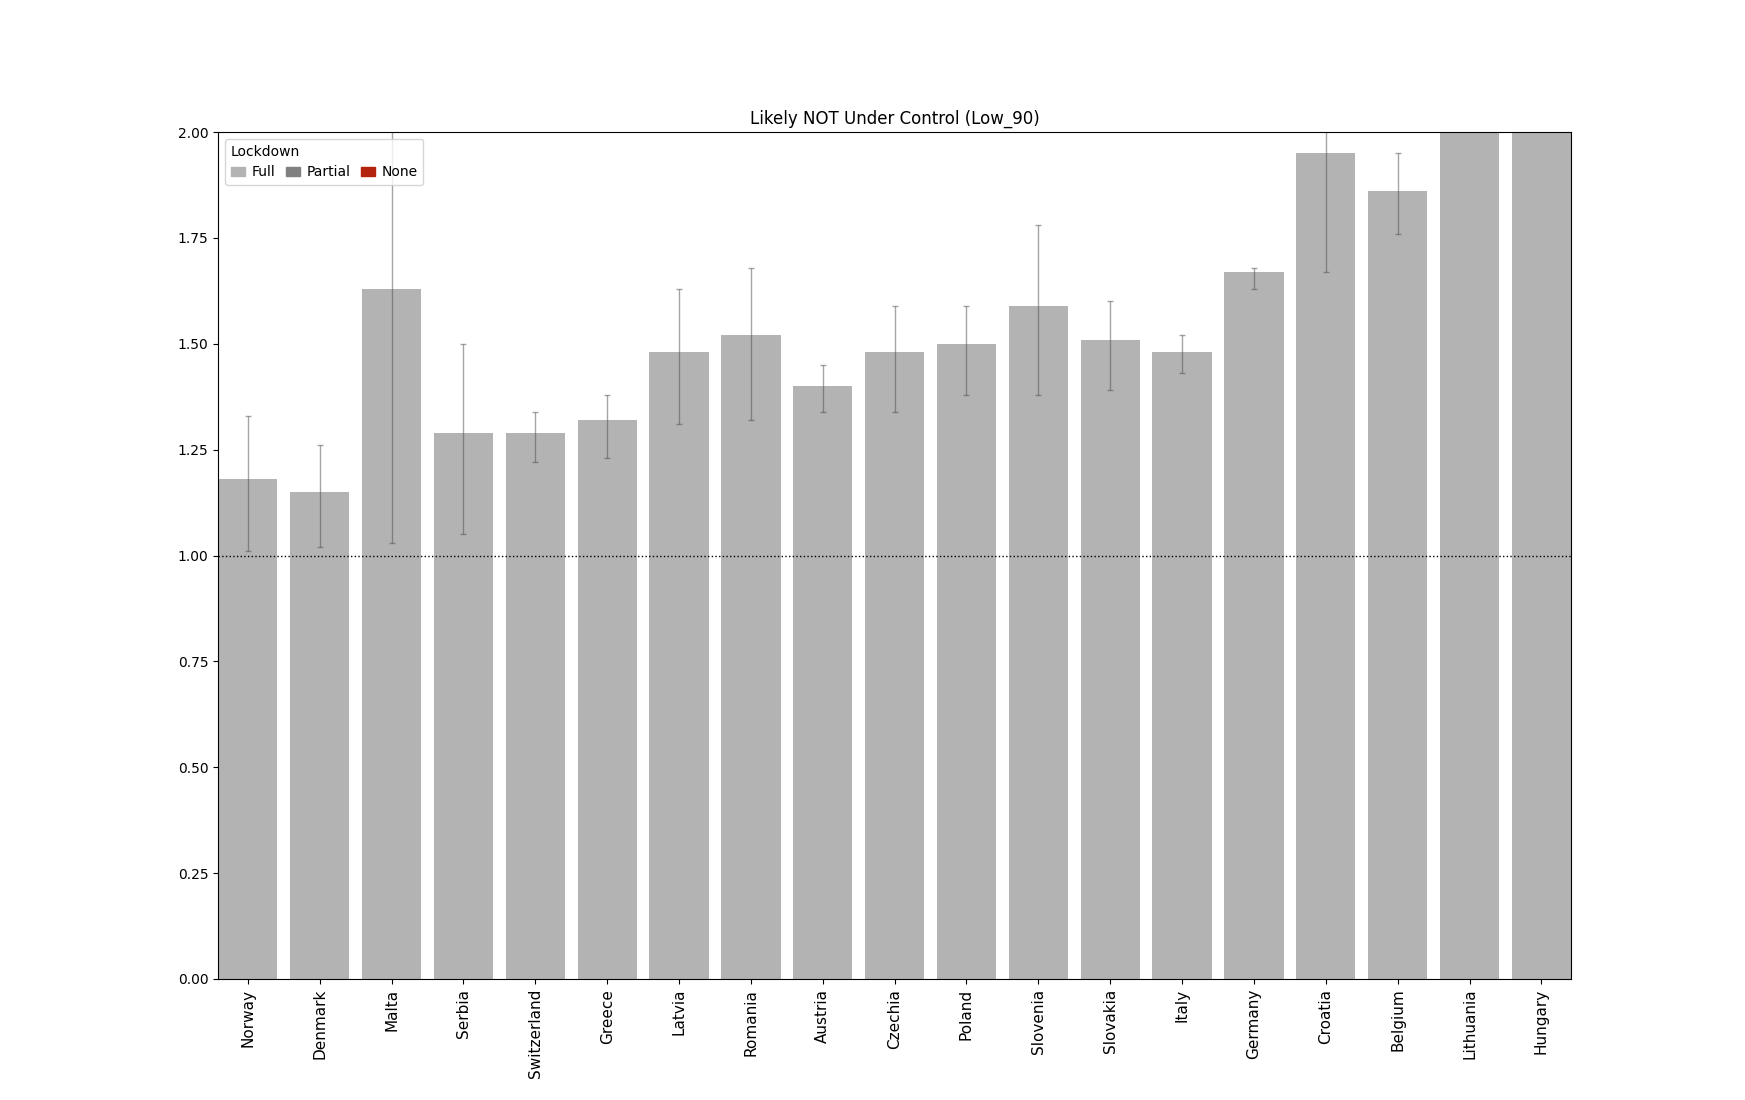 Likely NOT Under Control (Low_90)
Lockdown
Full Partial None
2.00
1.75
1.50
1.25
1.00
0.75
0.50
0.25
0.00
Norway
Denmark
Malta
Serbia
Switzerland
Greece
Latvia
Romania
Austria
Czechia
Poland
Slovenia
Slovakia
Italy
Germany
Croatia
Belgium
Lithuania
Hungary